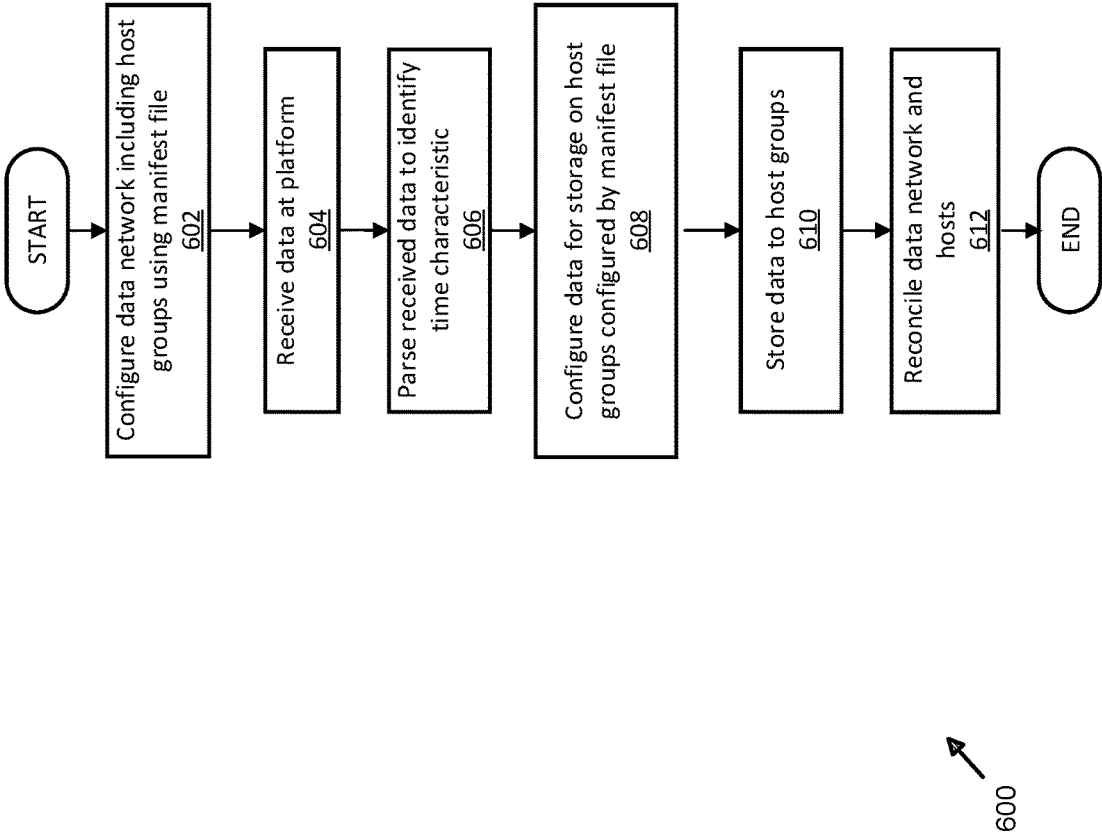 START
Configure data network including host
groups using manifest file
602
Receive data at platform
604
Parse received data to identify
time characteristic
606
Configure data for storage on host
groups configured by manifest file
608
Store data to host groups
610
Reconcile data network and
hosts
612
END
600